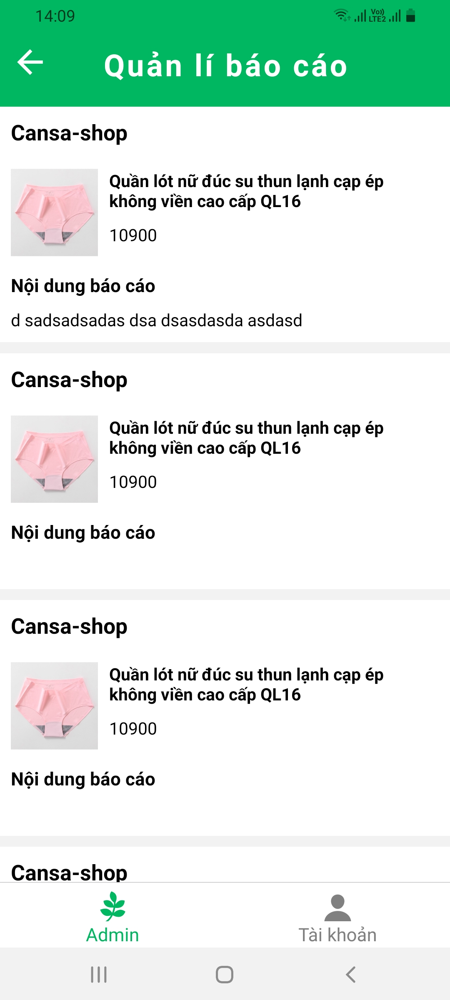 14:09
Vo))
LTE2
Quản lí báo cáo
Cansa-shop
Quần lót nữ đúc su thun lạnh cạp ép
không viền cao cấp QL16
10900
Nội dung báo cáo
d sadsadsadas dsa dsasdasda asdasd
Cansa-shop
Quần lót nữ đúc su thun lạnh cạp ép
không viền cao cấp QL16
10900
Nội dung báo cáo
Cansa-shop
Quần lót nữ đúc su thun lạnh cạp ép
không viền cao cấp QL16
10900
Nội dung báo cáo
Cansa-shop
Admin
Tài khoản